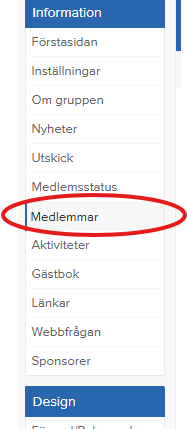 Information
Förstasidan
Inställningar
Om gruppen
Nyheter
Utskick
Medlemsstatus
Medlemmar
Aktiviteter
Gästbok
Länkar
Webbfrågan
Sponsorer
Design